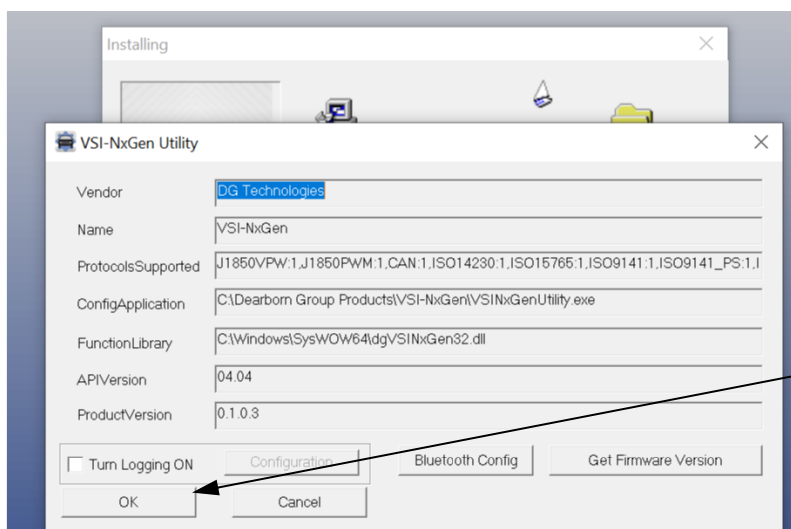 Installing
VSI-NxGen Utility
Vendor DG Technologies
Name VSI-NxGen
ProtocolsSupported J1850VPW:1,J1850PWM:1,CAN:1,ISO14230:1,ISO15765:1,ISO9141:1,ISO9141_PS:1,I
ConfigApplication C:\Dearborn Group Products\VSI-NxGen\VSINxGenUtility.exe
FunctionLibrary C:\Windows\SysWOW64\dgVSINxGen32.dll
APIVersion 04.04
ProductVersion 0.1.0.3
Turn Logging ON Configuration Bluetooth Config Get Firmware Version
OK Cancel